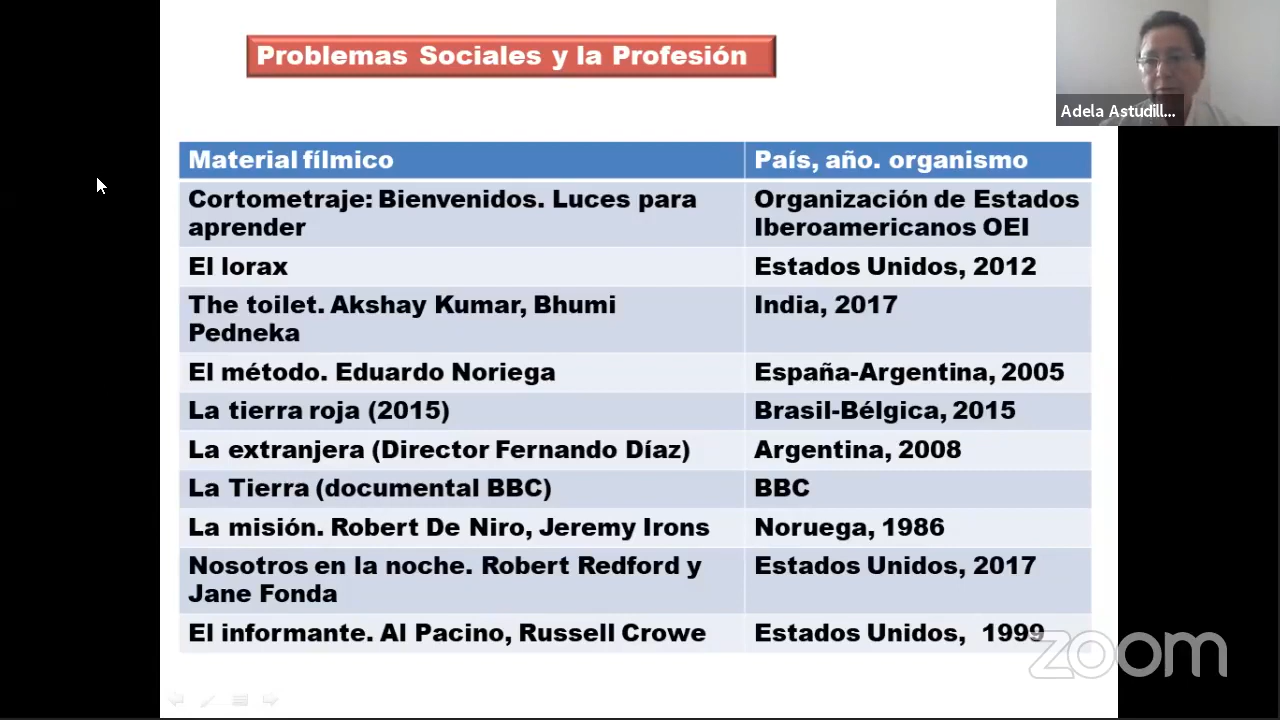 Problemas Sociales y la Profesión
Adela Astudill...
Material fílmico
País, año. organismo
Cortometraje: Bienvenidos. Luces para
aprender
Organización de Estados
Iberoamericanos OEI
El lorax
Estados Unidos, 2012
The toilet. Akshay Kumar, Bhumi
Pedneka
India, 2017
El método. Eduardo Noriega
España-Argentina, 2005
La tierra roja (2015)
Brasil-Bélgica, 2015
La extranjera (Director Fernando Díaz)
Argentina, 2008
La Tierra (documental BBC)
BBC
La misión. Robert De Niro, Jeremy Irons
Noruega, 1986
Nosotros en la noche. Robert Redford y
Jane Fonda
Estados Unidos, 2017
El informante. Al Pacino, Russell Crowe
Estados Unidos,  1999
zoom